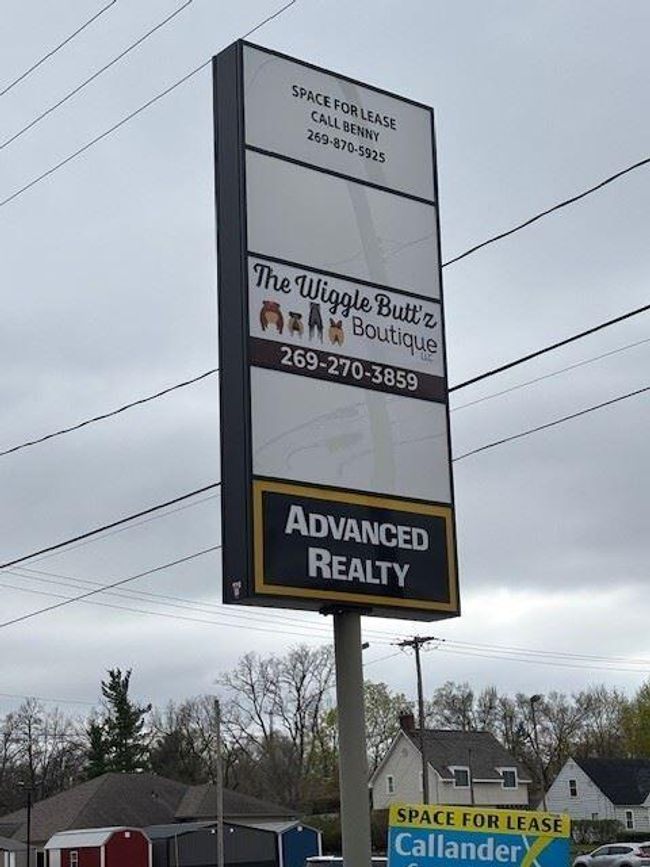 SPACE FOR LEASE
CALL BENNY
269-870-5925
The Wiggle Butt'z
Boutique
LLC
269-270-3859
ADVANCED
REALTY
SPACE FOR LEASE
Callander